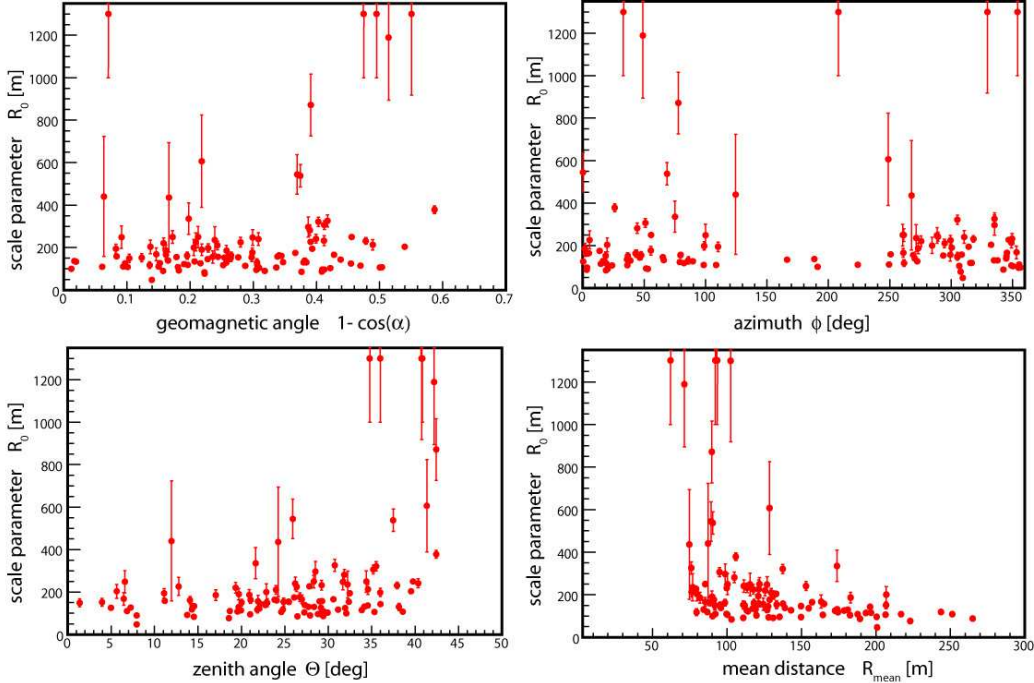 scale parameter R0 [m]
1200
1000
800
600
400
200
0
0 0.1 0.2 0.3 0.4 0.5 0.6 0.7
geomagnetic angle 1- cos(α)
scale parameter R0 [m]
1200
1000
800
600
400
200
0
0 50 100 150 200 250 300 350
azimuth ϕ [deg]
scale parameter R0 [m]
1200
1000
800
600
400
200
0
0 5 10 15 20 25 30 35 40 45 50
zenith angle Θ [deg]
scale parameter R0 [m]
1200
1000
800
600
400
200
0
0 50 100 150 200 250 300
mean distance Rmean [m]